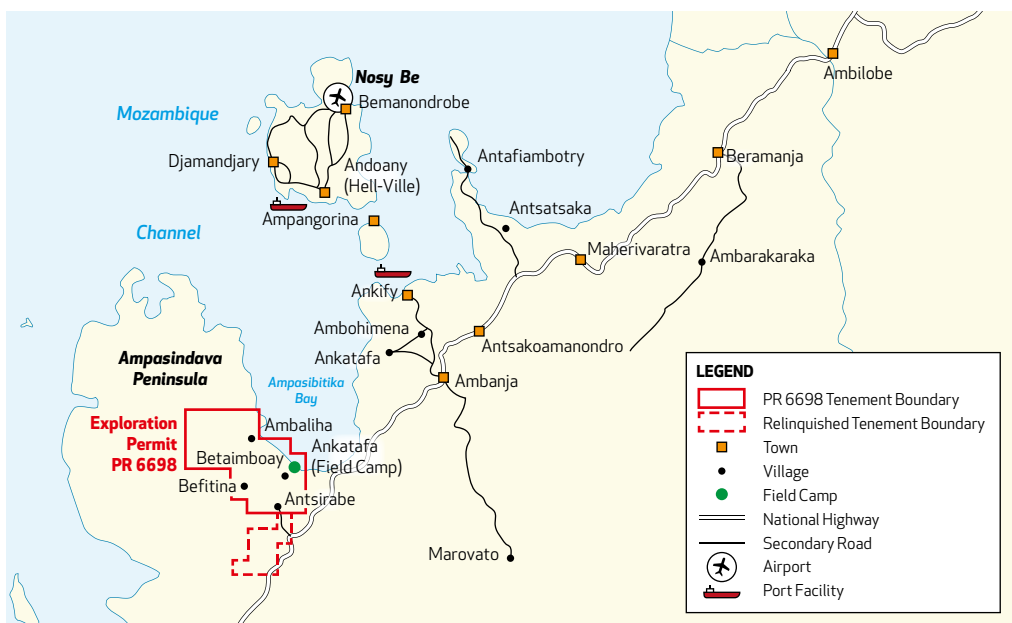 Nosy Be
Bemanondrobe
Ambilobe
Mozambique
Djamandjary
Andoany
(Hell-Ville)
Antafiambotry
Beramanja
Ampangorina
Antsatsaka
Channel
Maherivaratra
Ambarakaraka
Ankify
Ambohimena
Ankatafa
Antsakoamanondro
Ampasindava
Peninsula
Ampasibitika
Bay
Ambanja
Exploration
Permit
PR 6698
Ambaliha
Betaimboay
Ankatafa
(Field Camp)
Befitina
Antsirabe
Marovato
LEGEND
PR 6698 Tenement Boundary
Relinquished Tenement Boundary
Town
Village
Field Camp
National Highway
Secondary Road
Airport
Port Facility